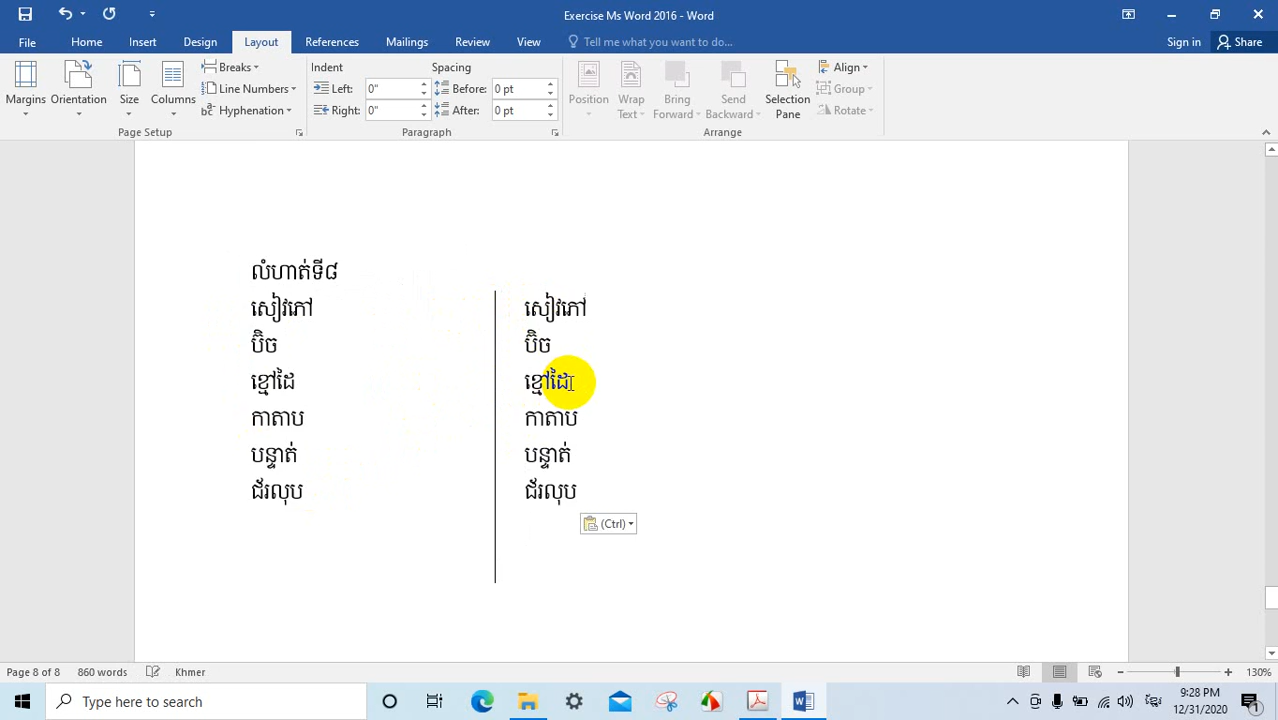 Exercise Ms Word 2016 - Word
File Home Insert Design Layout References Mailings Review View Tell me what you want to do... Sign in Share
Margins Orientation Size Columns Breaks Line Numbers Hyphenation
Page Setup
Indent Spacing
Left: 0" Before: 0 pt
Right: 0" After: 0 pt
Paragraph
Position Wrap Text Bring Forward Send Backward Selection Pane Align Group Rotate
Arrange
លំហាត់ទី៨
សៀវភៅ
ប៊ិច
ខ្មៅដៃ
កាតាប
បន្ទាត់
ជ័រលុប
សៀវភៅ
ប៊ិច
ខ្មៅដៃ
កាតាប
បន្ទាត់
ជ័រលុប
(Ctrl)
Page 8 of 8 860 words Khmer 130%
Type here to search
9:28 PM
12/31/2020
1